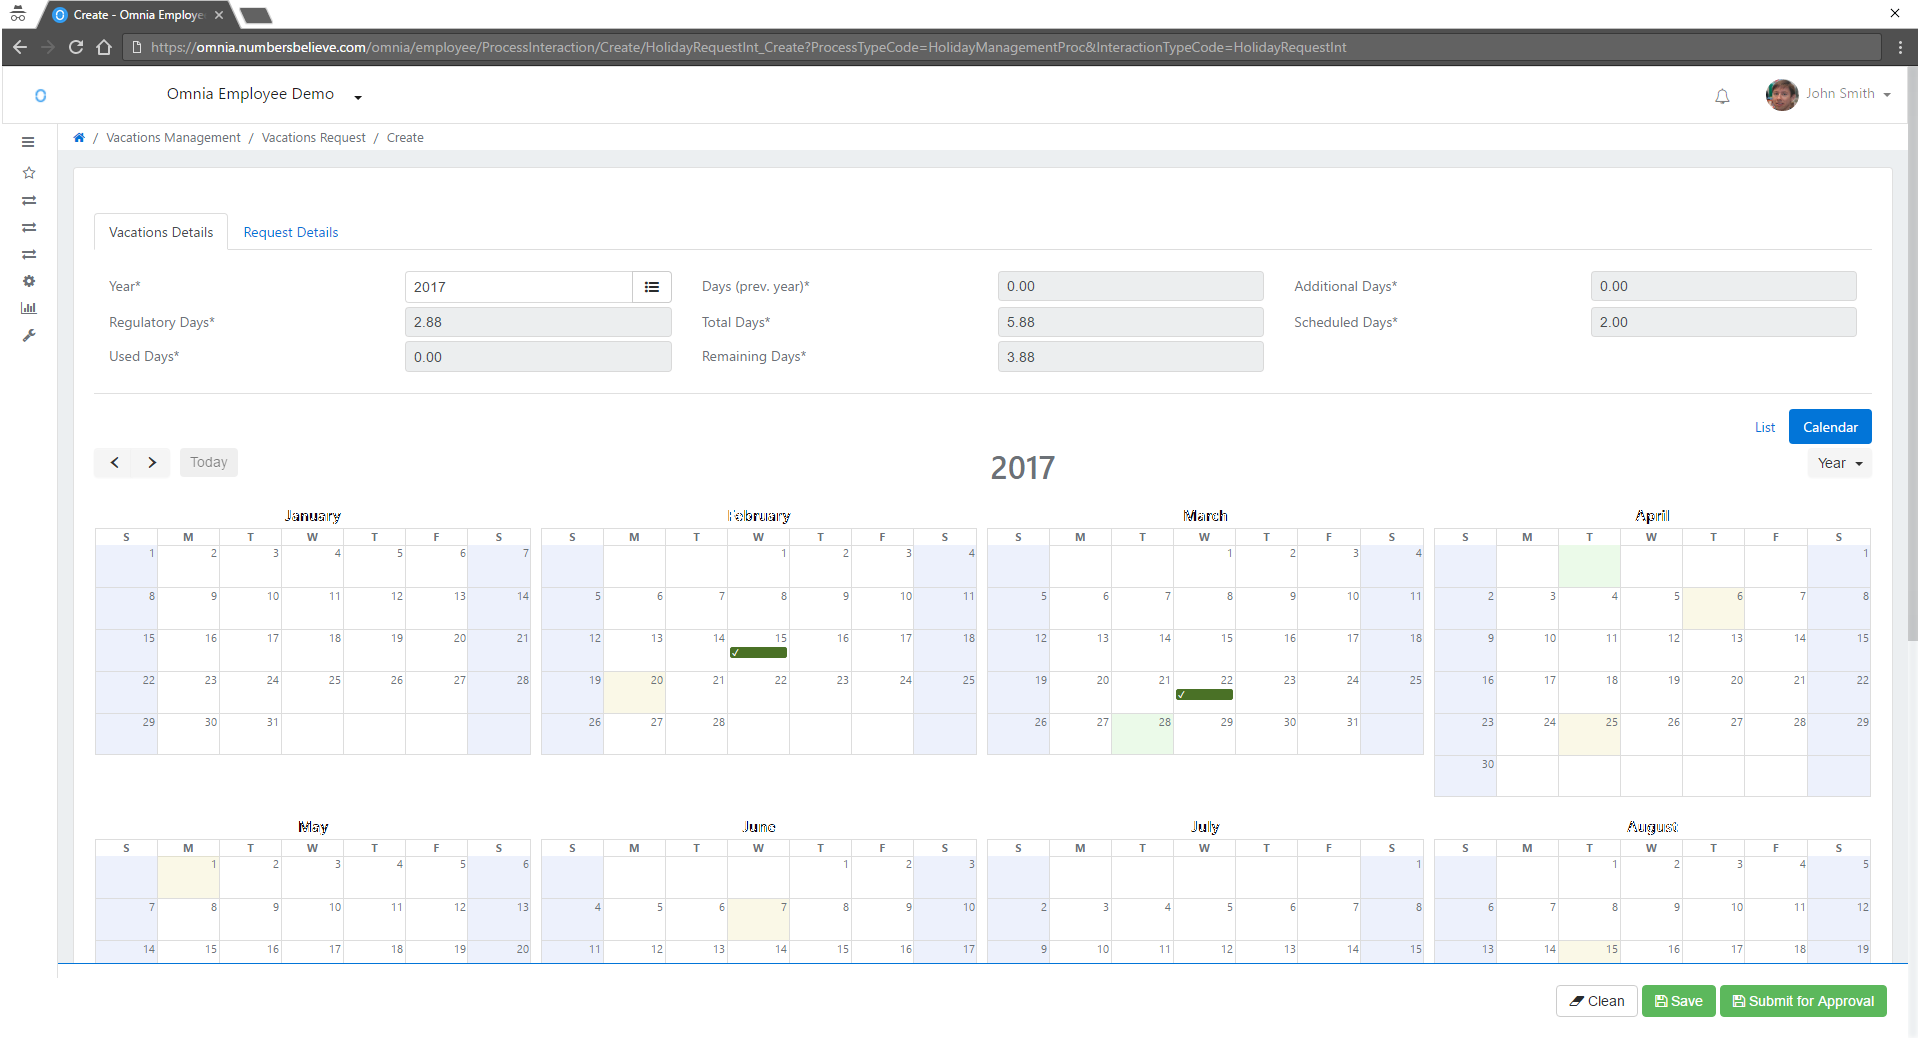 Create - Omnia Employe
https://omnia.numbersbelieve.com/omnia/employee/ProcessInteraction/Create/HolidayRequestInt_Create?ProcessTypeCode=HolidayManagementProc&InteractionTypeCode=HolidayRequestInt
Omnia Employee Demo
John Smith
/ Vacations Management / Vacations Request / Create
Vacations Details Request Details
Year* 2017 Days (prev. year)* 0.00 Additional Days* 0.00
Regulatory Days* 2.88 Total Days* 5.88 Scheduled Days* 2.00
Used Days* 0.00 Remaining Days* 3.88
List Calendar
Today 2017 Year
January February March April
S M T W T F S S M T W T F S S M T W T F S S M T W T F S
1 2 3 4 5 6 7 1 2 3 4 1 2 3 4 1
8 9 10 11 12 13 14 5 6 7 8 9 10 11 5 6 7 8 9 10 11 2 3 4 5 6 7 8
15 16 17 18 19 20 21 12 13 14 15 16 17 18 12 13 14 15 16 17 18 9 10 11 12 13 14 15
22 23 24 25 26 27 28 19 20 21 22 23 24 25 19 20 21 22 23 24 25 16 17 18 19 20 21 22
29 30 31 26 27 28 26 27 28 29 30 31 23 24 25 26 27 28 29
30
May June July August
S M T W T F S S M T W T F S S M T W T F S S M T W T F S
1 2 3 4 5 6 1 2 3 1 1 2 3 4 5
7 8 9 10 11 12 13 4 5 6 7 8 9 10 2 3 4 5 6 7 8 6 7 8 9 10 11 12
14 15 16 17 18 19 20 11 12 13 14 15 16 17 9 10 11 12 13 14 15 13 14 15 16 17 18 19
Clean Save Submit for Approval